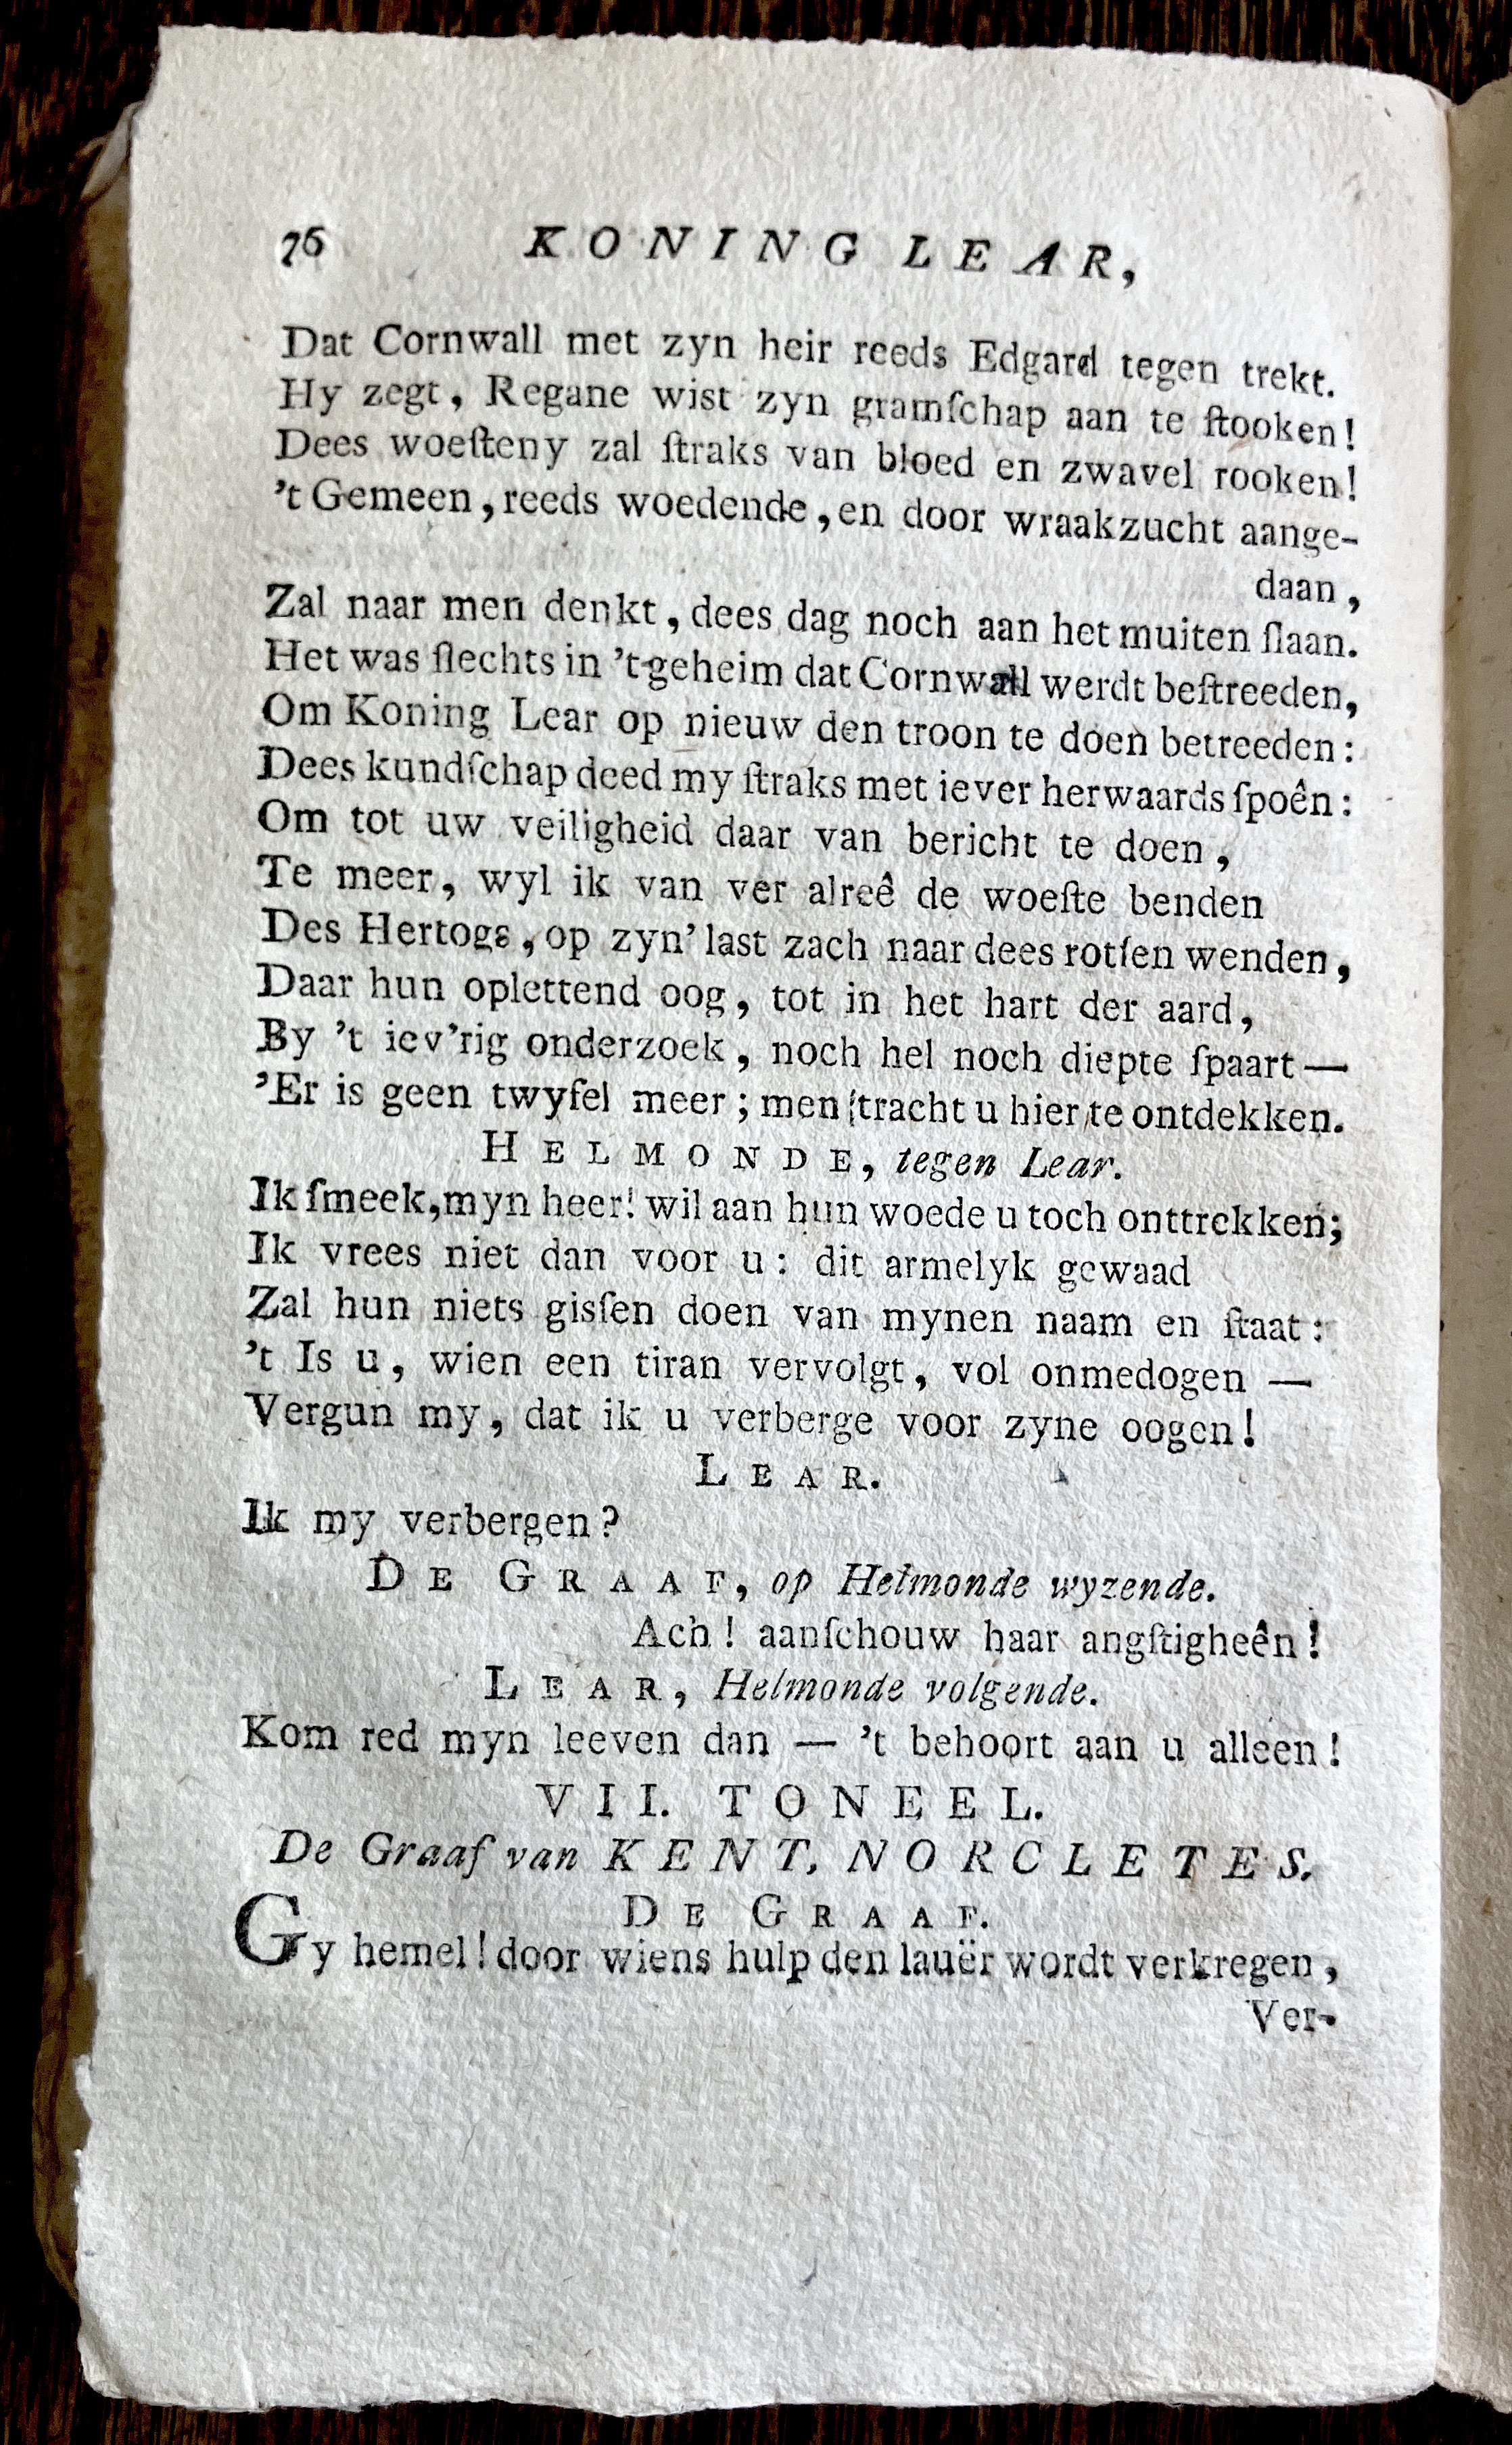 76 KONING LEAR,
Dat Cornwall met zyn heir reeds Edgard tegen trekt.
Hy zegt, Regane wist zyn gramſchap aan te ſtooken!
Dees woeſteny zal ſtraks van bloed en zwavel rooken!
't Gemeen, reeds woedende, en door wraakzucht aange-
daan,
Zal naar men denkt, dees dag noch aan het muiten ſlaan.
Het was ſlechts in 't geheim dat Cornwall werdt beſtreeden,
Om Koning Lear op nieuw den troon te doen betreeden:
Dees kundſchap deed my ſtraks met iever herwaards ſpoên:
Om tot uw veiligheid daar van bericht te doen,
Te meer, wyl ik van ver alreê de woeſte benden
Des Hertogs, op zyn' last zach naar dees rotſen wenden,
Daar hun oplettend oog, tot in het hart der aard,
By 't iev'rig onderzoek, noch hel noch diepte ſpaart —
'Er is geen twyfel meer; men ſtracht u hier te ontdekken.
HELMONDE, tegen Lear.
Ik ſmeek, myn heer! wil aan hun woede u toch onttrekken;
Ik vrees niet dan voor u: dit armelyk gewaad
Zal hun niets gisſen doen van mynen naam en ſtaat:
't Is u, wien een tiran vervolgt, vol onmedogen —
Vergun my, dat ik u verberge voor zyne oogen!
LEAR.
Ik my verbergen?
DE GRAAF, op Helmonde wyzende.
Ach! aanſchouw haar angſtigheên!
LEAR, Helmonde volgende.
Kom red myn leeven dan — 't behoort aan u alleen!
VII. TONEEL.
De Graaf van KENT, NORCLETES.
DE GRAAF.
Gy hemel! door wiens hulp den lauër wordt verkregen,
Ver-